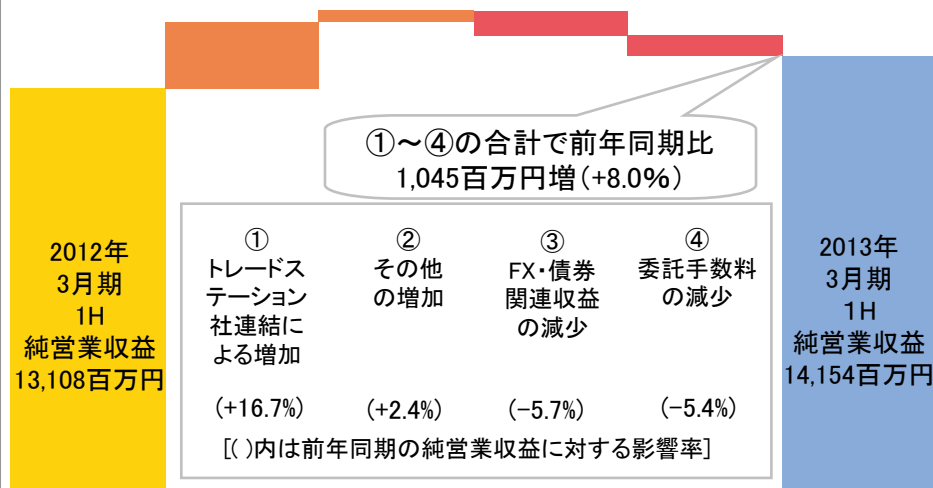 ①～④の合計で前年同期比
1,045百万円増(+8.0%)
2012年
3月期
1H
純営業収益
13,108百万円
①
トレードス
テーション
社連結に
よる増加
(+16.7%)
②
その他
の増加
(+2.4%)
③
FX・債券
関連収益
の減少
(−5.7%)
④
委託手数料
の減少
(−5.4%)
[( )内は前年同期の純営業収益に対する影響率]
2013年
3月期
1H
純営業収益
14,154百万円